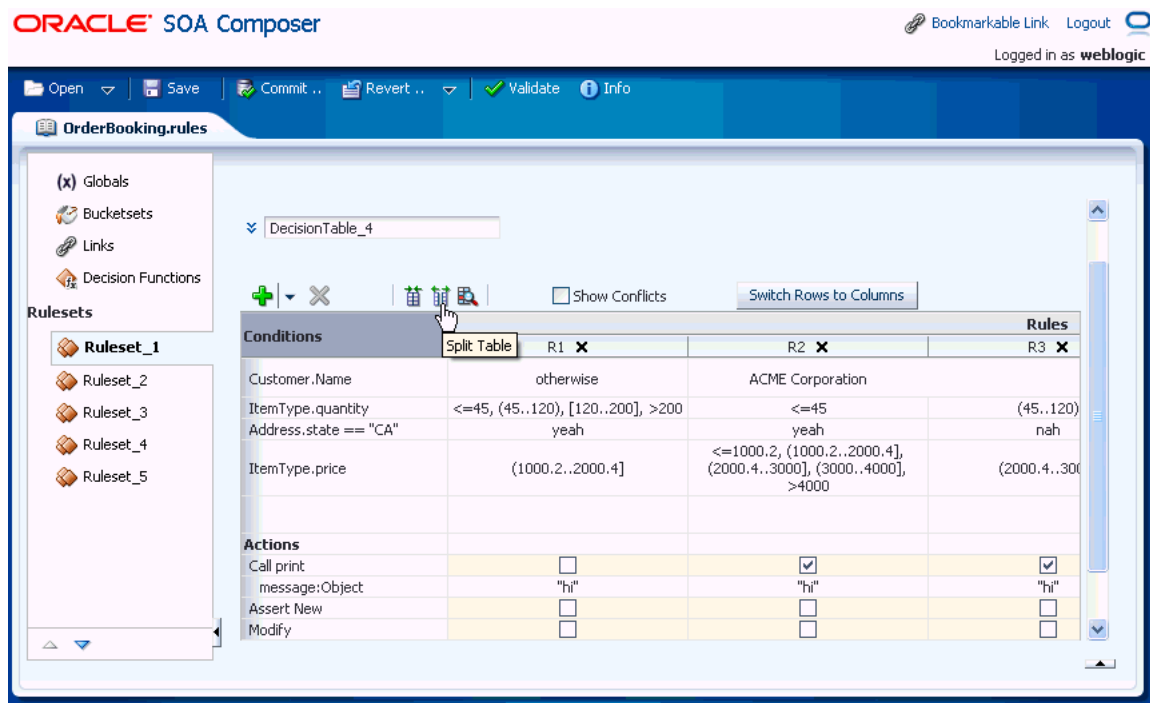 ORACLE SOA Composer
Bookmarkable Link Logout
Logged in as weblogic
Open Save Commit .. Revert .. Validate Info
OrderBooking.rules
(x) Globals
Bucketsets
Links
Decision Functions
Rulesets
Ruleset_1
Ruleset_2
Ruleset_3
Ruleset_4
Ruleset_5
DecisionTable_4
Show Conflicts Switch Rows to Columns
Split Table
Conditions Rules
R1 R2 R3
Customer.Name otherwise ACME Corporation
ItemType.quantity <=45, (45..120), [120..200], >200 <=45 (45..120)
Address.state == "CA" yeah yeah nah
ItemType.price (1000.2..2000.4] <=1000.2, (1000.2..2000.4],
(2000.4..3000], (3000..4000],
>4000
(2000.4..300
Actions
Call print
message:Object "hi" "hi" "hi"
Assert New
Modify